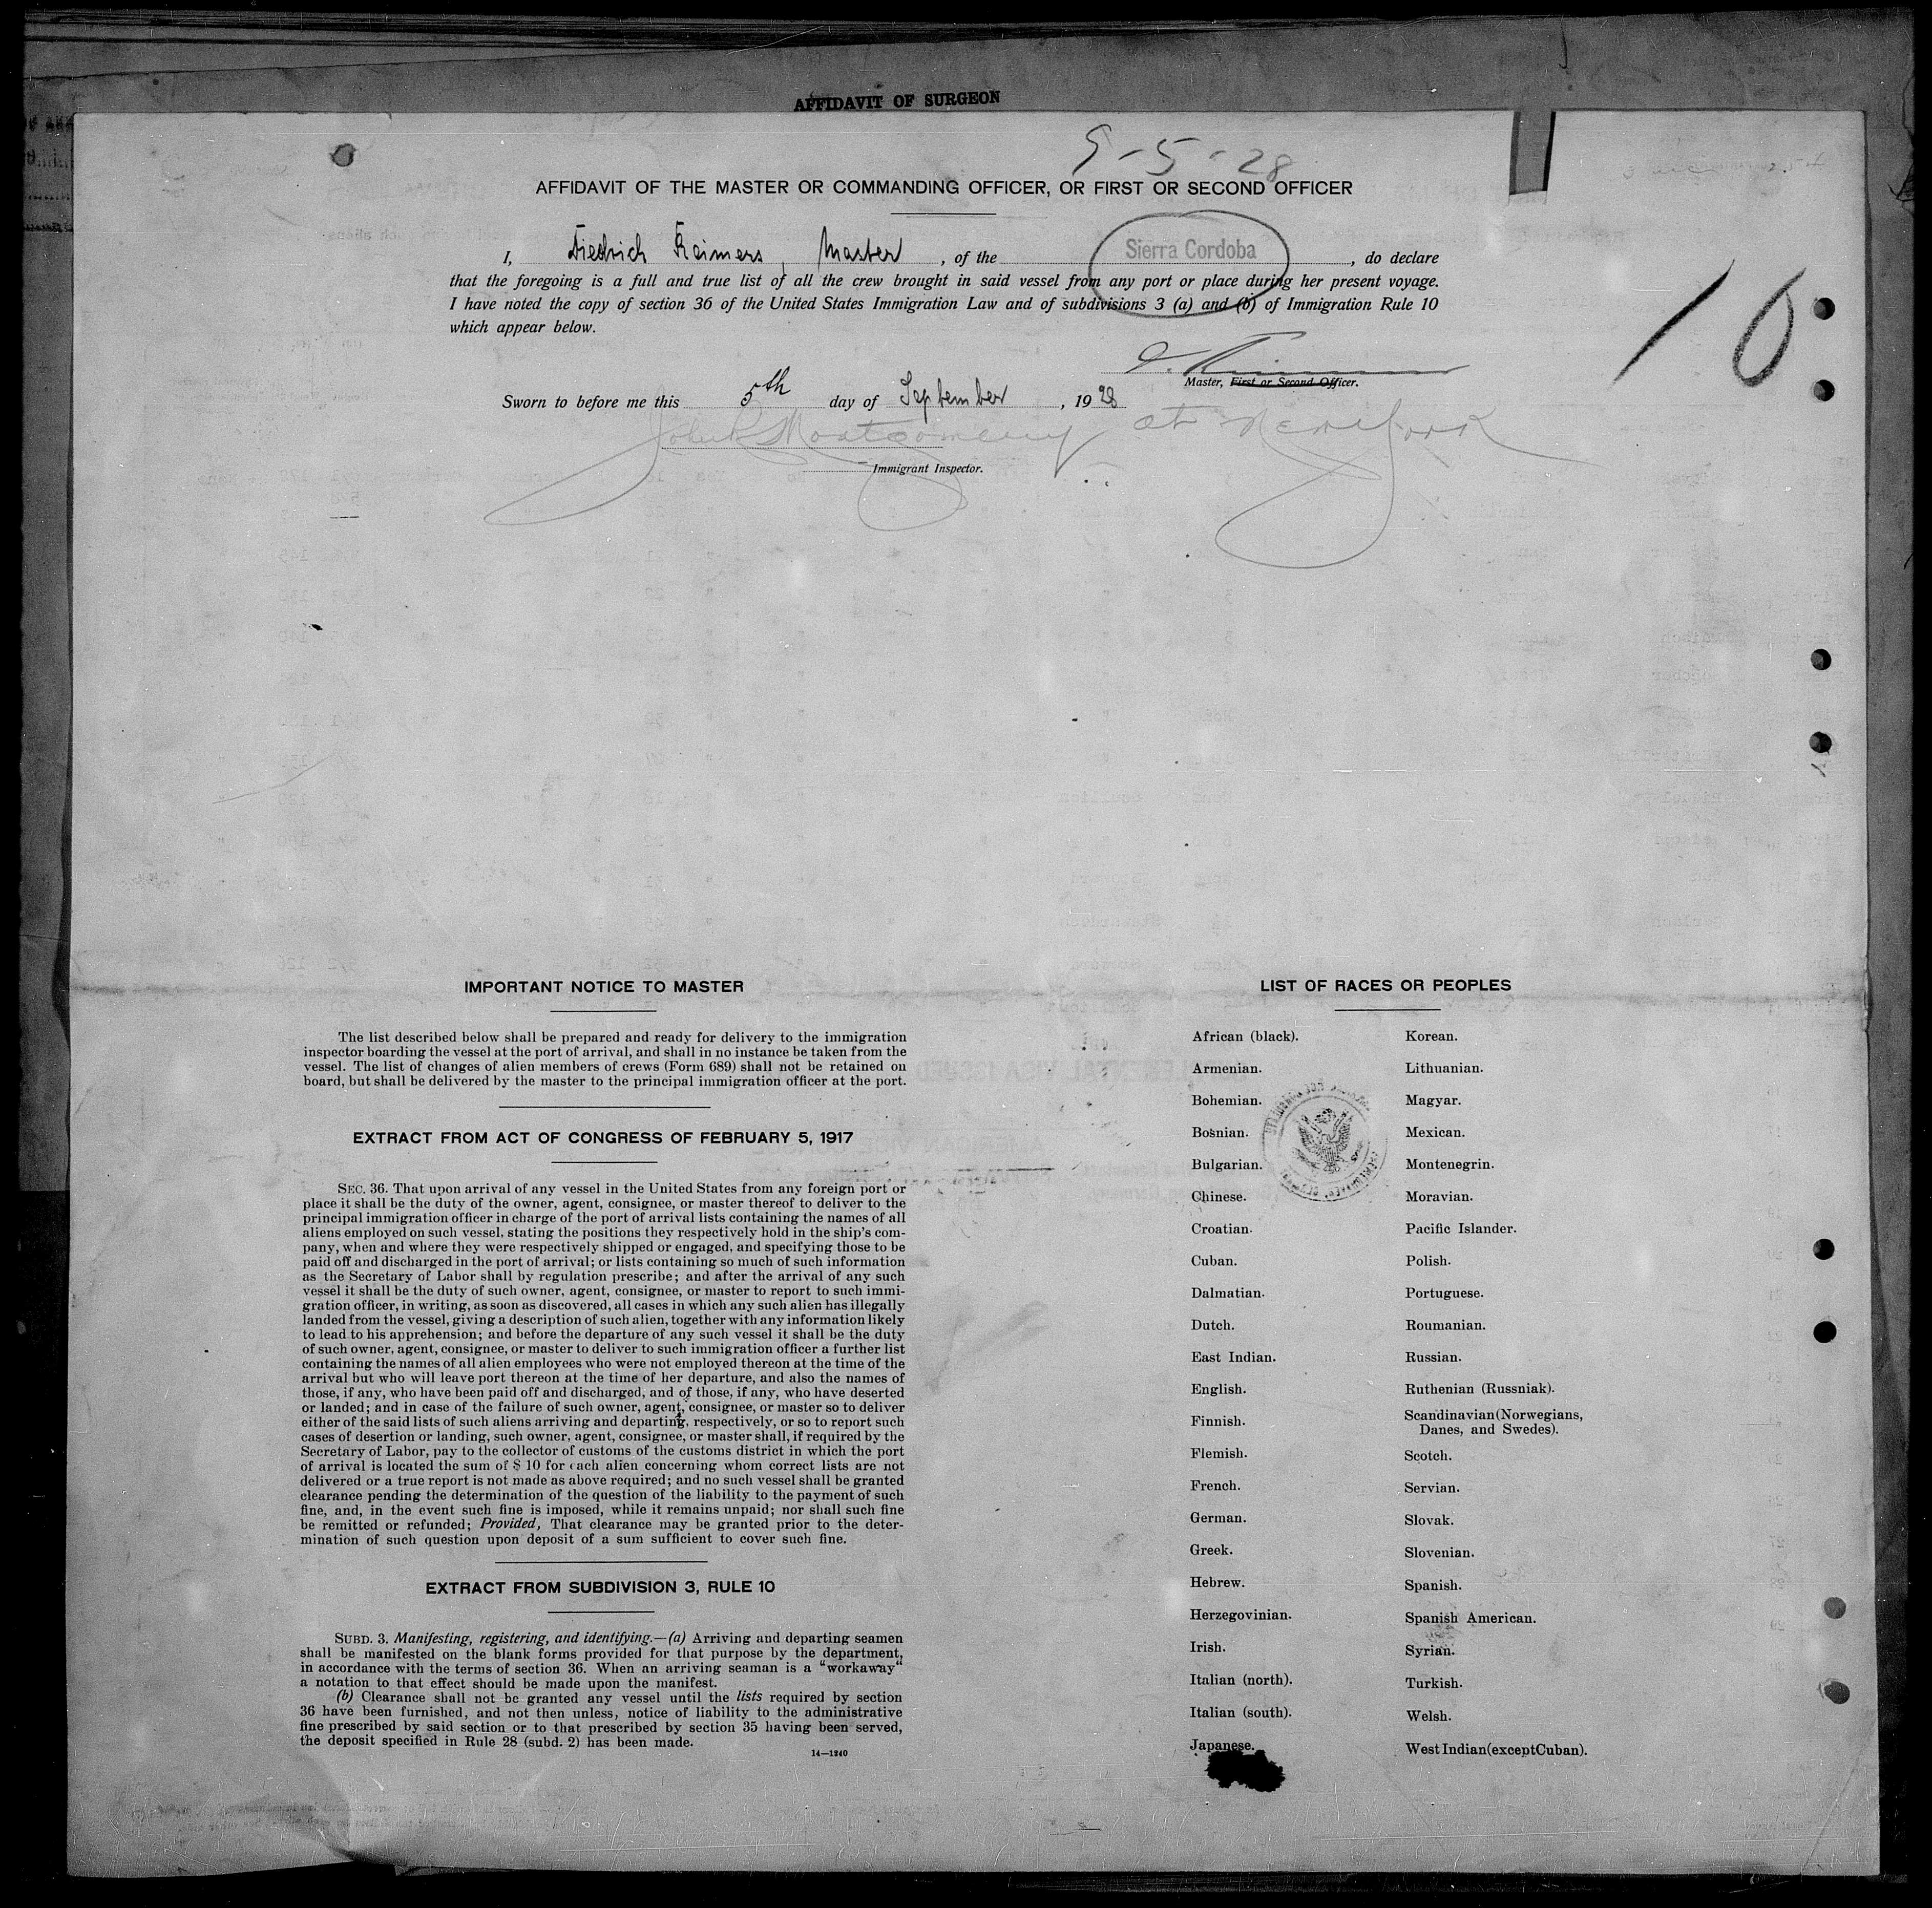 AFFIDAVIT OF SURGEON
9-5-28
AFFIDAVIT OF THE MASTER OR COMMANDING OFFICER, OR FIRST OR SECOND OFFICER
I, Diedrich Reimers, Master, of the Sierra Cordoba, do declare
that the foregoing is a full and true list of all the crew brought in said vessel from any port or place during her present voyage.
I have noted the copy of section 36 of the United States Immigration Law and of subdivisions 3 (a) and (b) of Immigration Rule 10
which appear below.
10
Master, First or Second Officer.
Sworn to before me this 5th day of September, 1928
John Montgomery at New York
Immigrant Inspector.
IMPORTANT NOTICE TO MASTER
The list described below shall be prepared and ready for delivery to the immigration
inspector boarding the vessel at the port of arrival, and shall in no instance be taken from the
vessel. The list of changes of alien members of crews (Form 689) shall not be retained on
board, but shall be delivered by the master to the principal immigration officer at the port.
EXTRACT FROM ACT OF CONGRESS OF FEBRUARY 5, 1917
SEC. 36. That upon arrival of any vessel in the United States from any foreign port or
place it shall be the duty of the owner, agent, consignee, or master thereof to deliver to the
principal immigration officer in charge of the port of arrival lists containing the names of all
aliens employed on such vessel, stating the positions they respectively hold in the ship's com-
pany, when and where they were respectively shipped or engaged, and specifying those to be
paid off and discharged in the port of arrival; or lists containing so much of such information
as the Secretary of Labor shall by regulation prescribe; and after the arrival of any such
vessel it shall be the duty of such owner, agent, consignee, or master to report to such immi-
gration officer, in writing, as soon as discovered, all cases in which any such alien has illegally
landed from the vessel, giving a description of such alien, together with any information likely
to lead to his apprehension; and before the departure of any such vessel it shall be the duty
of such owner, agent, consignee, or master to deliver to such immigration officer a further list
containing the names of all alien employees who were not employed thereon at the time of the
arrival but who will leave port thereon at the time of her departure, and also the names of
those, if any, who have been paid off and discharged, and of those, if any, who have deserted
or landed; and in case of the failure of such owner, agent, consignee, or master so to deliver
either of the said lists of such aliens arriving and departing, respectively, or so to report such
cases of desertion or landing, such owner, agent, consignee, or master shall, if required by the
Secretary of Labor, pay to the collector of customs of the customs district in which the port
of arrival is located the sum of $ 10 for each alien concerning whom correct lists are not
delivered or a true report is not made as above required; and no such vessel shall be granted
clearance pending the determination of the question of the liability to the payment of such
fine, and, in the event such fine is imposed, while it remains unpaid; nor shall such fine
be remitted or refunded; Provided, That clearance may be granted prior to the deter-
mination of such question upon deposit of a sum sufficient to cover such fine.
EXTRACT FROM SUBDIVISION 3, RULE 10
SUBD. 3. Manifesting, registering, and identifying.—(a) Arriving and departing seamen
shall be manifested on the blank forms provided for that purpose by the department,
in accordance with the terms of section 36. When an arriving seaman is a “workaway“
a notation to that effect should be made upon the manifest.
(b) Clearance shall not be granted any vessel until the lists required by section
36 have been furnished, and not then unless, notice of liability to the administrative
fine prescribed by said section or to that prescribed by section 35 having been served,
the deposit specified in Rule 28 (subd. 2) has been made.
14—1240
LIST OF RACES OR PEOPLES
African (black).
Armenian.
Bohemian.
Bosnian.
Bulgarian.
Chinese.
Croatian.
Cuban.
Dalmatian.
Dutch.
East Indian.
English.
Finnish.
Flemish.
French.
German.
Greek.
Hebrew.
Herzegovinian.
Irish.
Italian (north).
Italian (south).
Japanese.
Korean.
Lithuanian.
Magyar.
Mexican.
Montenegrin.
Moravian.
Pacific Islander.
Polish.
Portuguese.
Roumanian.
Russian.
Ruthenian (Russniak).
Scandinavian (Norwegians,
Danes, and Swedes).
Scotch.
Servian.
Slovak.
Slovenian.
Spanish.
Spanish American.
Syrian.
Turkish.
Welsh.
West Indian (except Cuban).